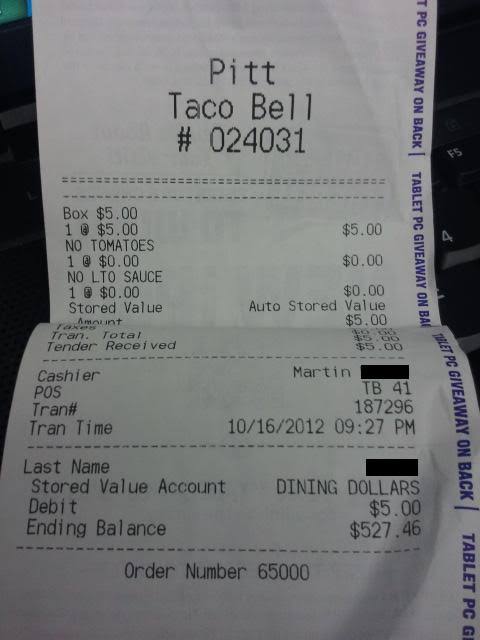 Pitt
Taco Bell
# 024031
Box $5.00
1 @ $5.00 $5.00
NO TOMATOES
1 @ $0.00 $0.00
NO LTO SAUCE
1 @ $0.00 $0.00
Stored Value Auto Stored Value
Amount $5.00
Taxes $0.00
Tran. Total $5.00
Tender Received $5.00
Cashier Martin
POS TB 41
Tran# 187296
Tran Time 10/16/2012 09:27 PM
Last Name
Stored Value Account DINING DOLLARS
Debit $5.00
Ending Balance $527.46
Order Number 65000
T PC GIVEAWAY ON BACK |
TABLET PC GIVEAWAY ON BA
TABLET PC GIVEAWAY ON BACK |
TABLET PC G
F5
4